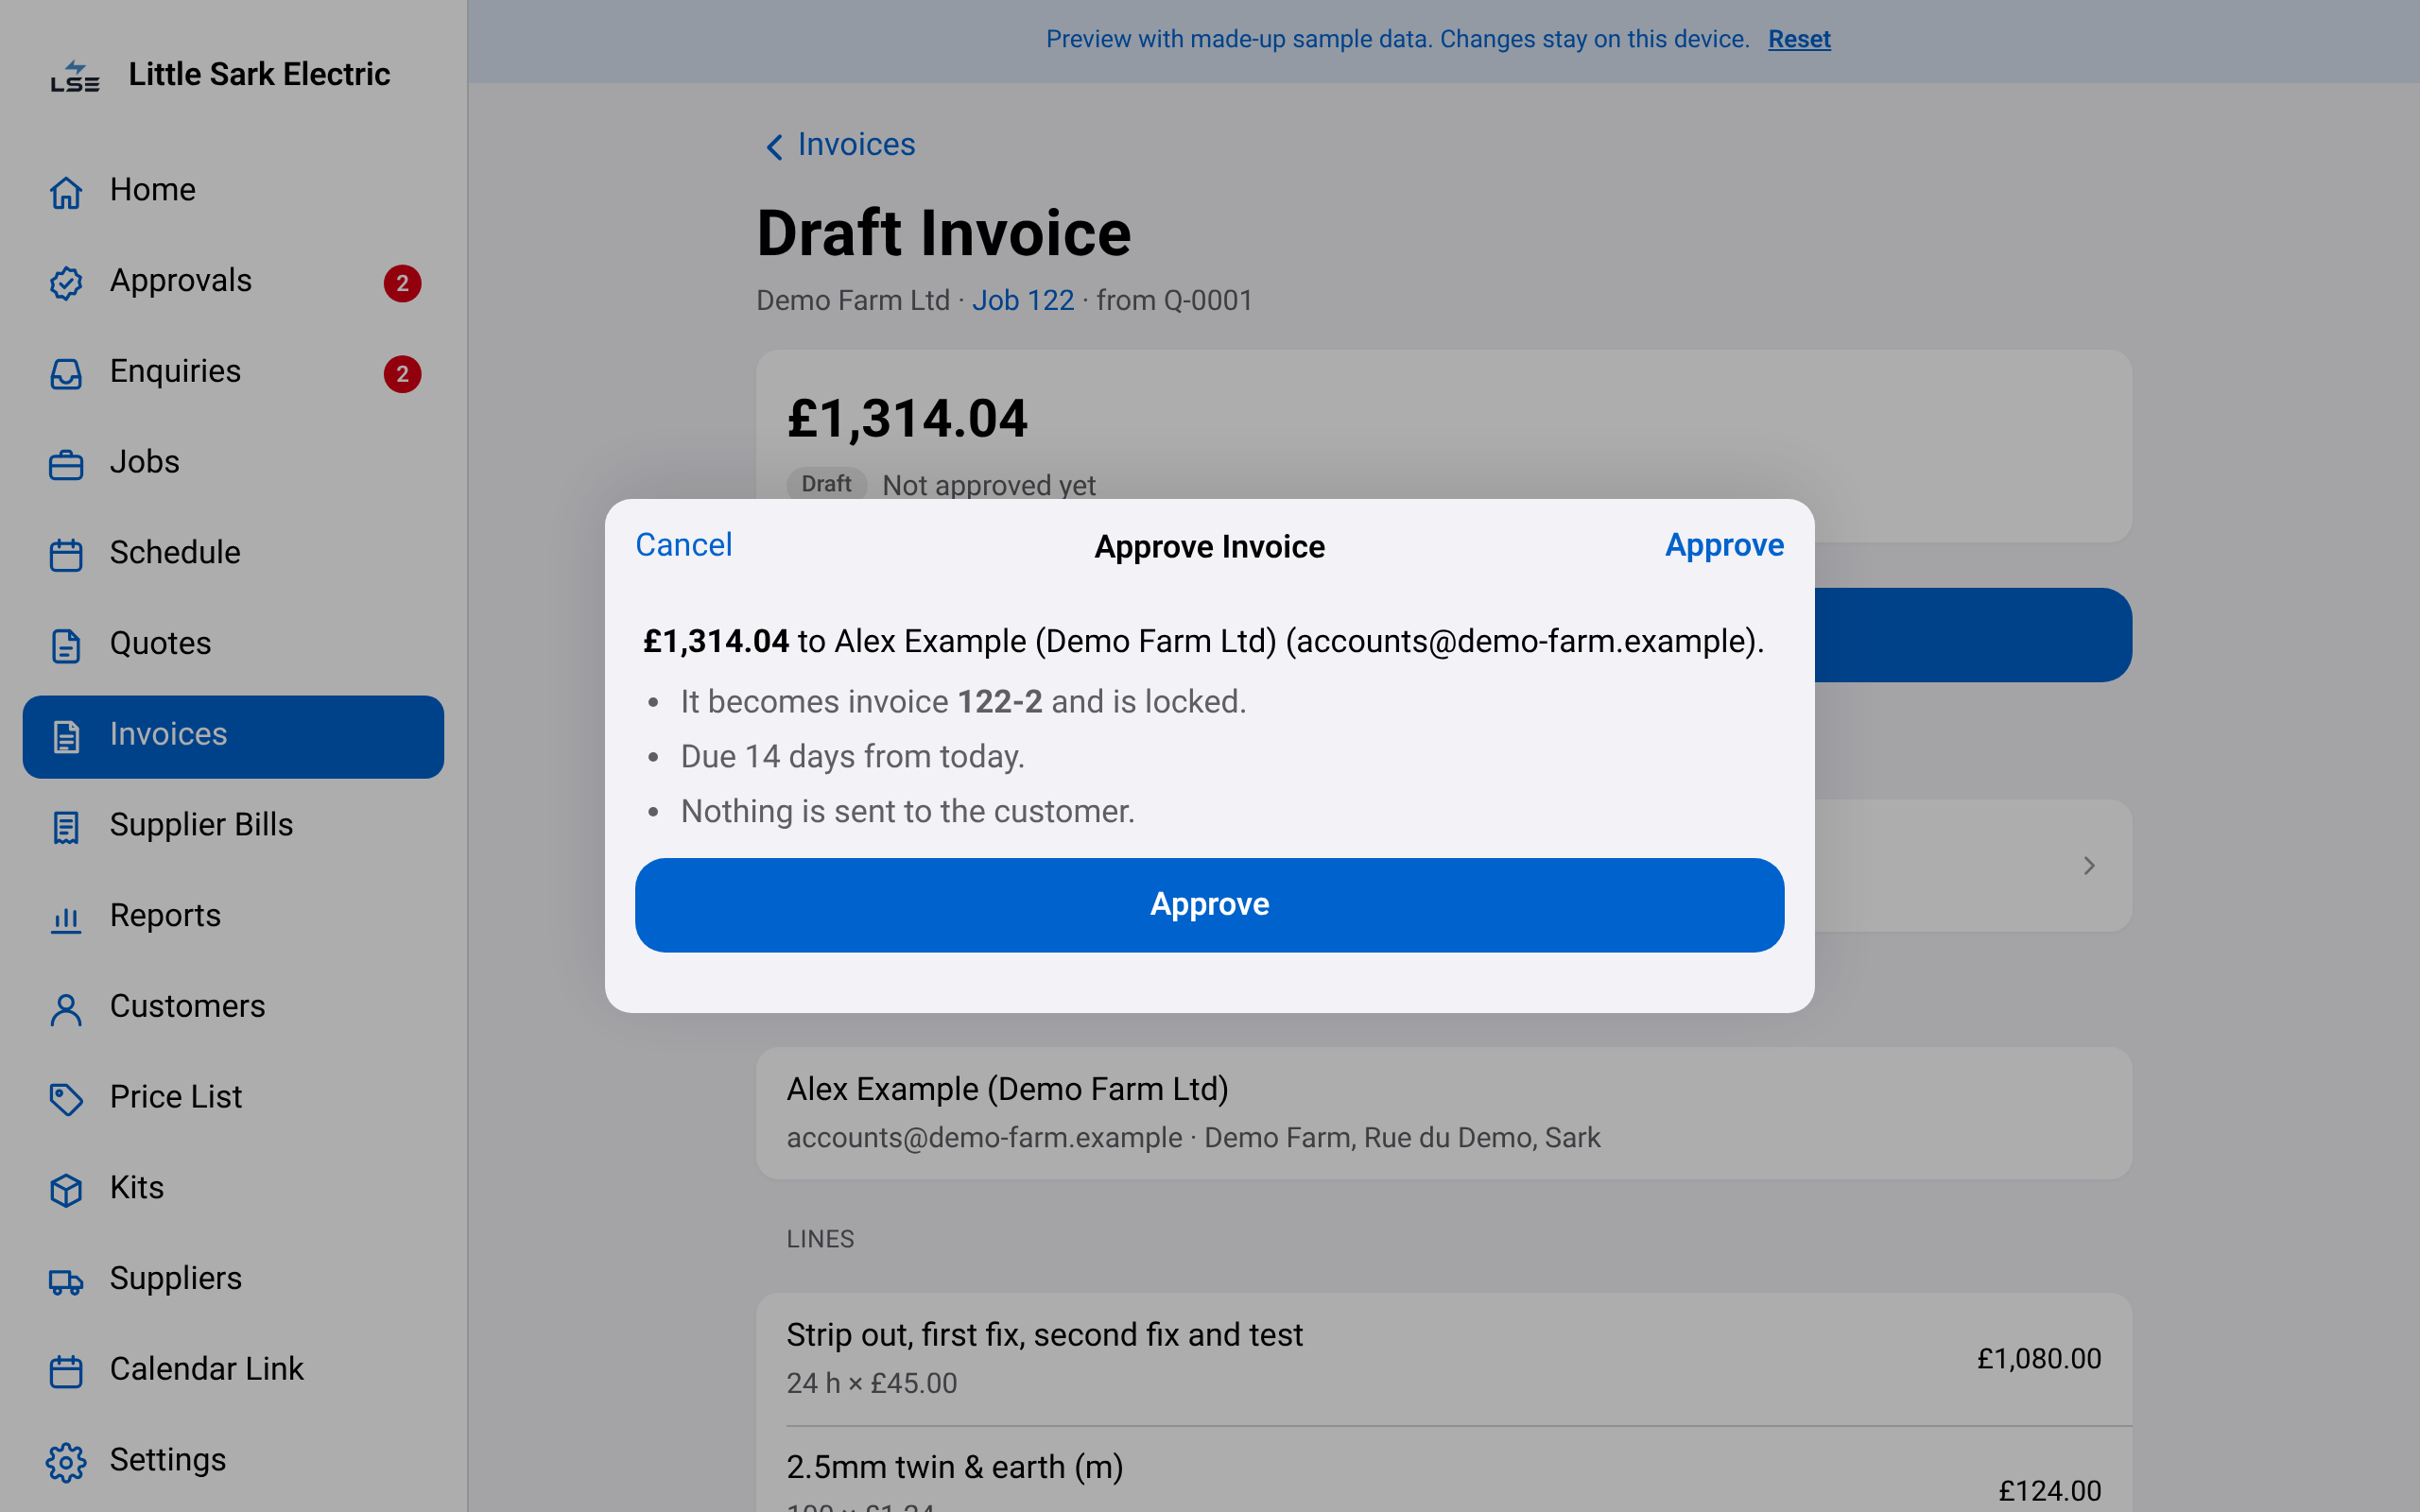 Preview with made-up sample data. Changes stay on this device. Reset
LSE
Little Sark Electric
Home
Approvals 2
Enquiries 2
Jobs
Schedule
Quotes
Invoices
Supplier Bills
Reports
Customers
Price List
Kits
Suppliers
Calendar Link
Settings
Invoices
Draft Invoice
Demo Farm Ltd · Job 122 · from Q-0001
£1,314.04
Draft Not approved yet
Cancel Approve Invoice Approve
£1,314.04 to Alex Example (Demo Farm Ltd) (accounts@demo-farm.example).
• It becomes invoice 122-2 and is locked.
• Due 14 days from today.
• Nothing is sent to the customer.
Approve
Alex Example (Demo Farm Ltd)
accounts@demo-farm.example · Demo Farm, Rue du Demo, Sark
LINES
Strip out, first fix, second fix and test
24 h × £45.00
£1,080.00
2.5mm twin & earth (m)
£124.00